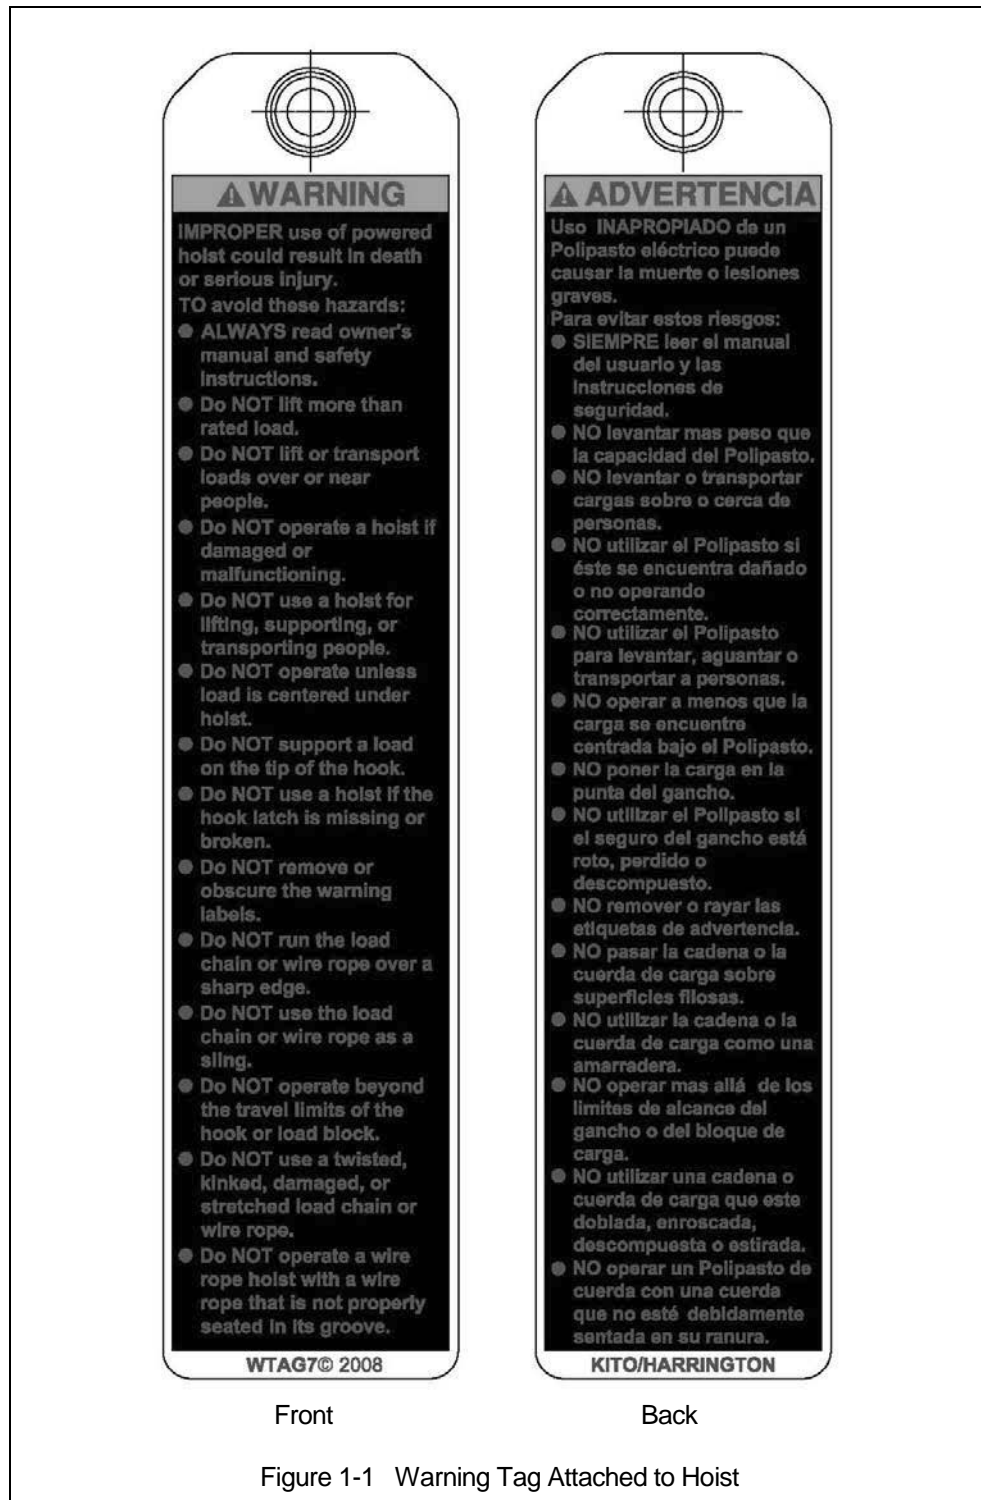 WARNING
IMPROPER use of powered
hoist could result in death
or serious injury.
TO avoid these hazards:
● ALWAYS read owner's
manual and safety
instructions.
● Do NOT lift more than
rated load.
● Do NOT lift or transport
loads over or near
people.
● Do NOT operate a hoist if
damaged or
malfunctioning.
● Do NOT use a hoist for
lifting, supporting, or
transporting people.
● Do NOT operate unless
load is centered under
hoist.
● Do NOT support a load
on the tip of the hook.
● Do NOT use a hoist if the
hook latch is missing or
broken.
● Do NOT remove or
obscure the warning
labels.
● Do NOT run the load
chain or wire rope over a
sharp edge.
● Do NOT use the load
chain or wire rope as a
sling.
● Do NOT operate beyond
the travel limits of the
hook or load block.
● Do NOT use a twisted,
kinked, damaged, or
stretched load chain or
wire rope.
● Do NOT operate a wire
rope hoist with a wire
rope that is not properly
seated in its groove.
WTAG7© 2008
Front
ADVERTENCIA
Uso INAPROPIADO de un
Polipasto eléctrico puede
causar la muerte o lesiones
graves.
Para evitar estos riesgos:
● SIEMPRE leer el manual
del usuario y las
instrucciones de
seguridad.
● NO levantar mas peso que
la capacidad del Polipasto.
● NO levantar o transportar
cargas sobre o cerca de
personas.
● NO utilizar el Polipasto si
éste se encuentra dañado
o no operando
correctamente.
● NO utilizar el Polipasto
para levantar, aguantar o
transportar a personas.
● NO operar a menos que la
carga se encuentre
centrada bajo el Polipasto.
● NO poner la carga en la
punta del gancho.
● NO utilizar el Polipasto si
el seguro del gancho está
roto, perdido o
descompuesto.
● NO remover o rayar las
etiquetas de advertencia.
● NO pasar la cadena o la
cuerda de carga sobre
superficies filosas.
● NO utilizar la cadena o la
cuerda de carga como una
amarradera.
● NO operar mas allá de los
limites de alcance del
gancho o del bloque de
carga.
● NO utilizar una cadena o
cuerda de carga que este
doblada, enroscada,
descompuesta o estirada.
● NO operar un Polipasto de
cuerda con una cuerda
que no esté debidamente
sentada en su ranura.
KITO/HARRINGTON
Back
Figure 1-1 Warning Tag Attached to Hoist